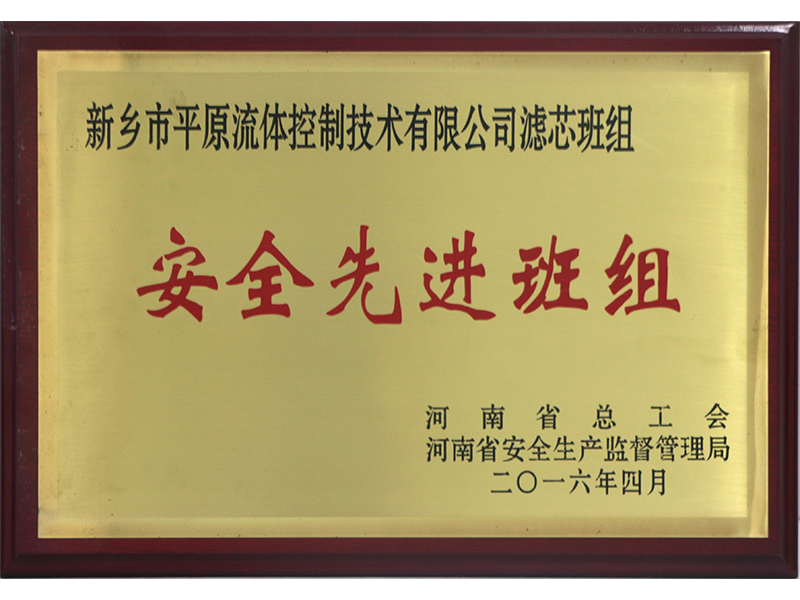 新乡市平原流体控制技术有限公司滤芯班组
安全先进班组
河南省总工会
河南省安全生产监督管理局
二〇一六年四月